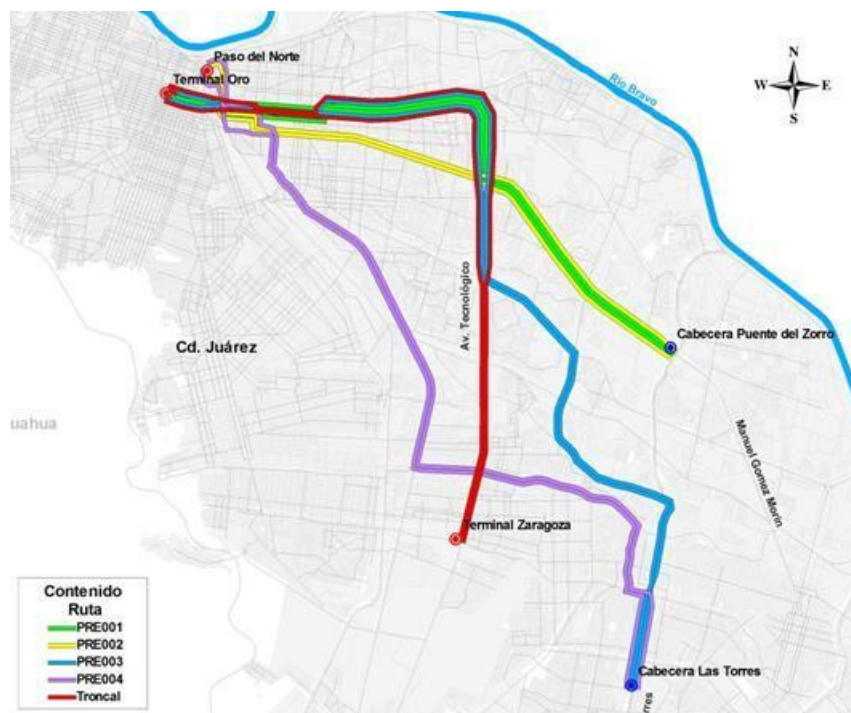 Paso del Norte
Terminal Oro
Río Bravo
N
W
E
S
Av. Tecnológico
Cabecera Puente del Zorro
Cd. Juárez
uahua
Manuel Gomez Morin
Terminal Zaragoza
Cabecera Las Torres
rres
Contenido
Ruta
PRE001
PRE002
PRE003
PRE004
Troncal